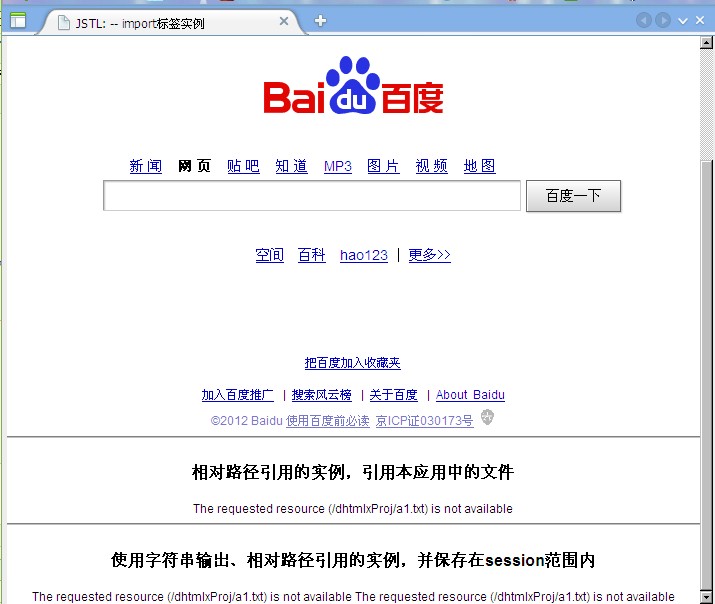 JSTL: -- import标签实例
Bai du 百度
新闻 网页 贴吧 知道 MP3 图片 视频 地图
百度一下
空间 百科 hao123 | 更多>>
把百度加入收藏夹
加入百度推广 | 搜索风云榜 | 关于百度 | About Baidu
©2012 Baidu 使用百度前必读 京ICP证030173号
相对路径引用的实例，引用本应用中的文件
The requested resource (/dhtmlxProj/a1.txt) is not available
使用字符串输出、相对路径引用的实例，并保存在session范围内
The requested resource (/dhtmlxProj/a1.txt) is not available The requested resource (/dhtmlxProj/a1.txt) is not available